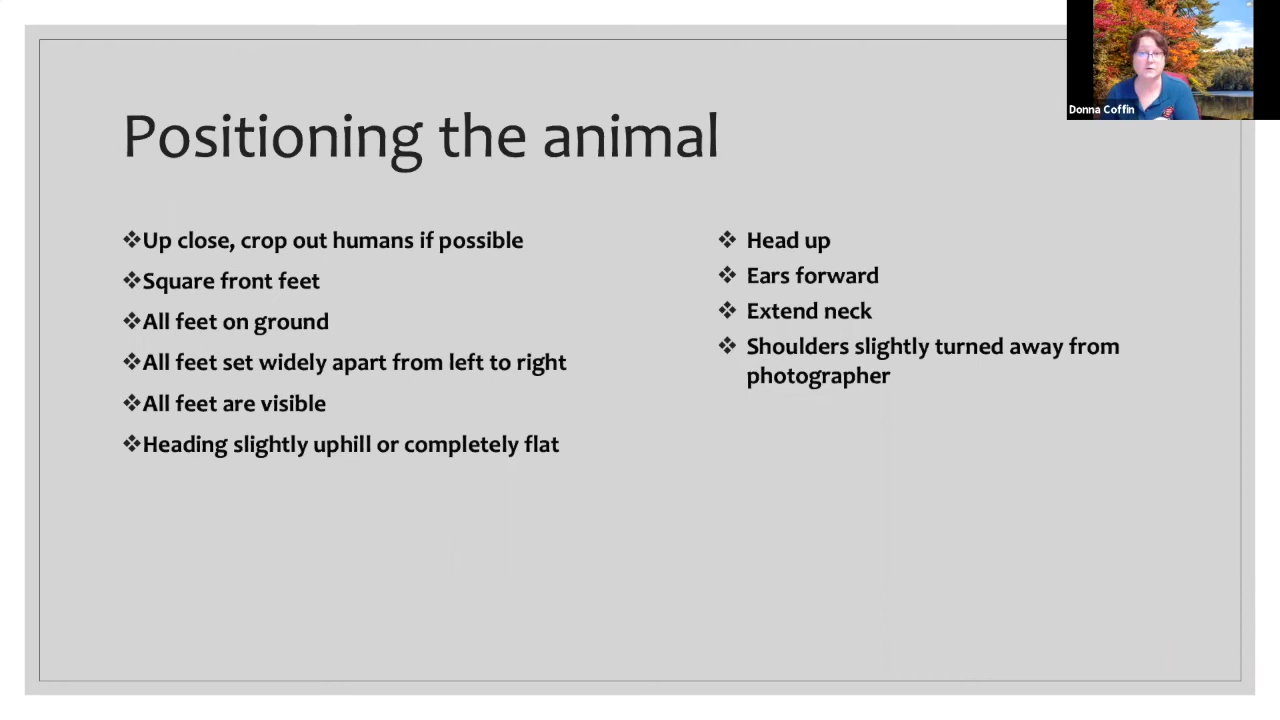 Positioning the animal
❖Up close, crop out humans if possible
❖Square front feet
❖All feet on ground
❖All feet set widely apart from left to right
❖All feet are visible
❖Heading slightly uphill or completely flat
❖ Head up
❖ Ears forward
❖ Extend neck
❖ Shoulders slightly turned away from
photographer
Donna Coffin